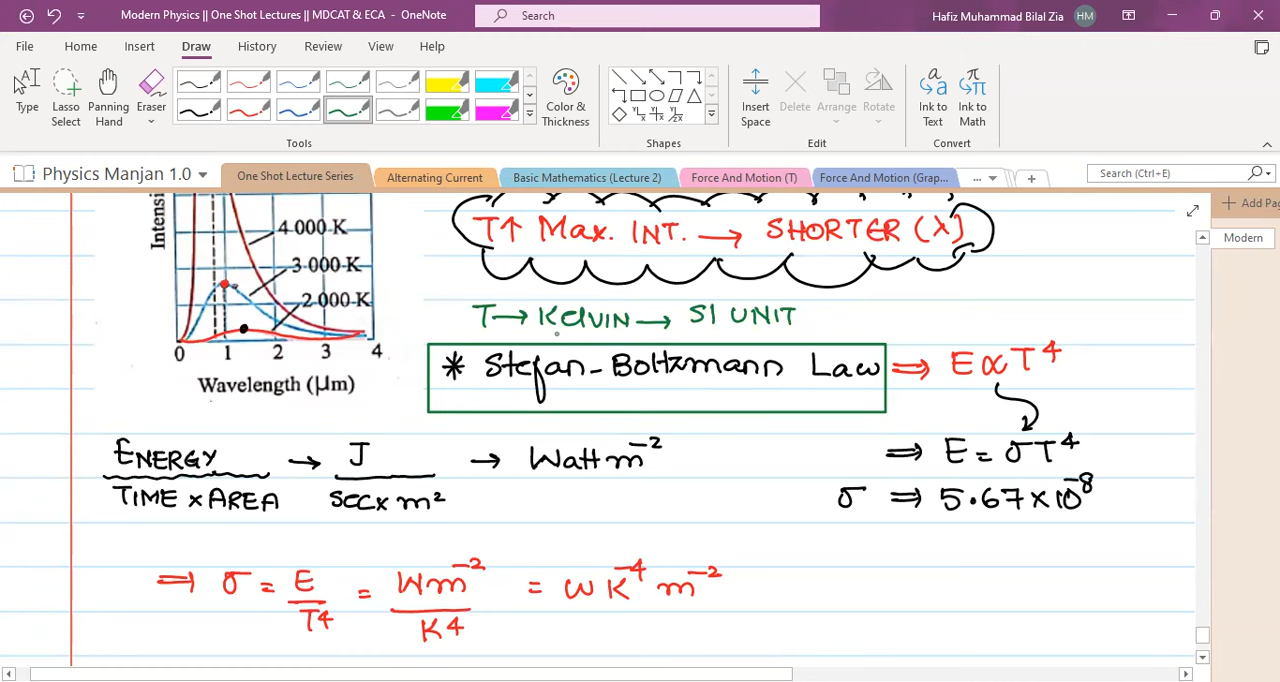 Modern Physics || One Shot Lectures || MDCAT & ECA - OneNote
Search
Hafiz Muhammad Bilal Zia
HM
File Home Insert Draw History Review View Help
Type
Lasso Select
Panning Hand
Eraser
Color & Thickness
Insert Space
Delete
Arrange
Rotate
Ink to Text
Ink to Math
Tools
Shapes
Edit
Convert
Physics Manjan 1.0
One Shot Lecture Series
Alternating Current
Basic Mathematics (Lecture 2)
Force And Motion (T)
Force And Motion (Grap...
...
Search (Ctrl+E)
Add Pag
Modern
Intensi
4 000 K
3 000 K
2 000 K
0 1 2 3 4
Wavelength (μm)
T↑ Max. INT. → SHORTER (λ)
T → KelVIN → SI UNIT
* Stefan-Boltzmann Law ⇒ E∝T⁴
ENERGY / TIME × AREA → J / SEC × m² → Watt m⁻² ⇒ E = σT⁴
σ ⇒ 5.67 × 10⁻⁸
⇒ σ = E / T⁴ = Wm⁻² / K⁴ = W K⁻⁴ m⁻²